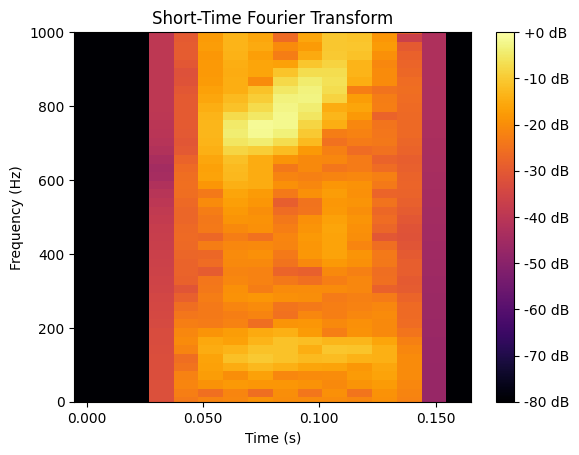 Short-Time Fourier Transform
Frequency (Hz)
1000
800
600
400
200
0
0.000
0.050
0.100
0.150
Time (s)
+0 dB
-10 dB
-20 dB
-30 dB
-40 dB
-50 dB
-60 dB
-70 dB
-80 dB